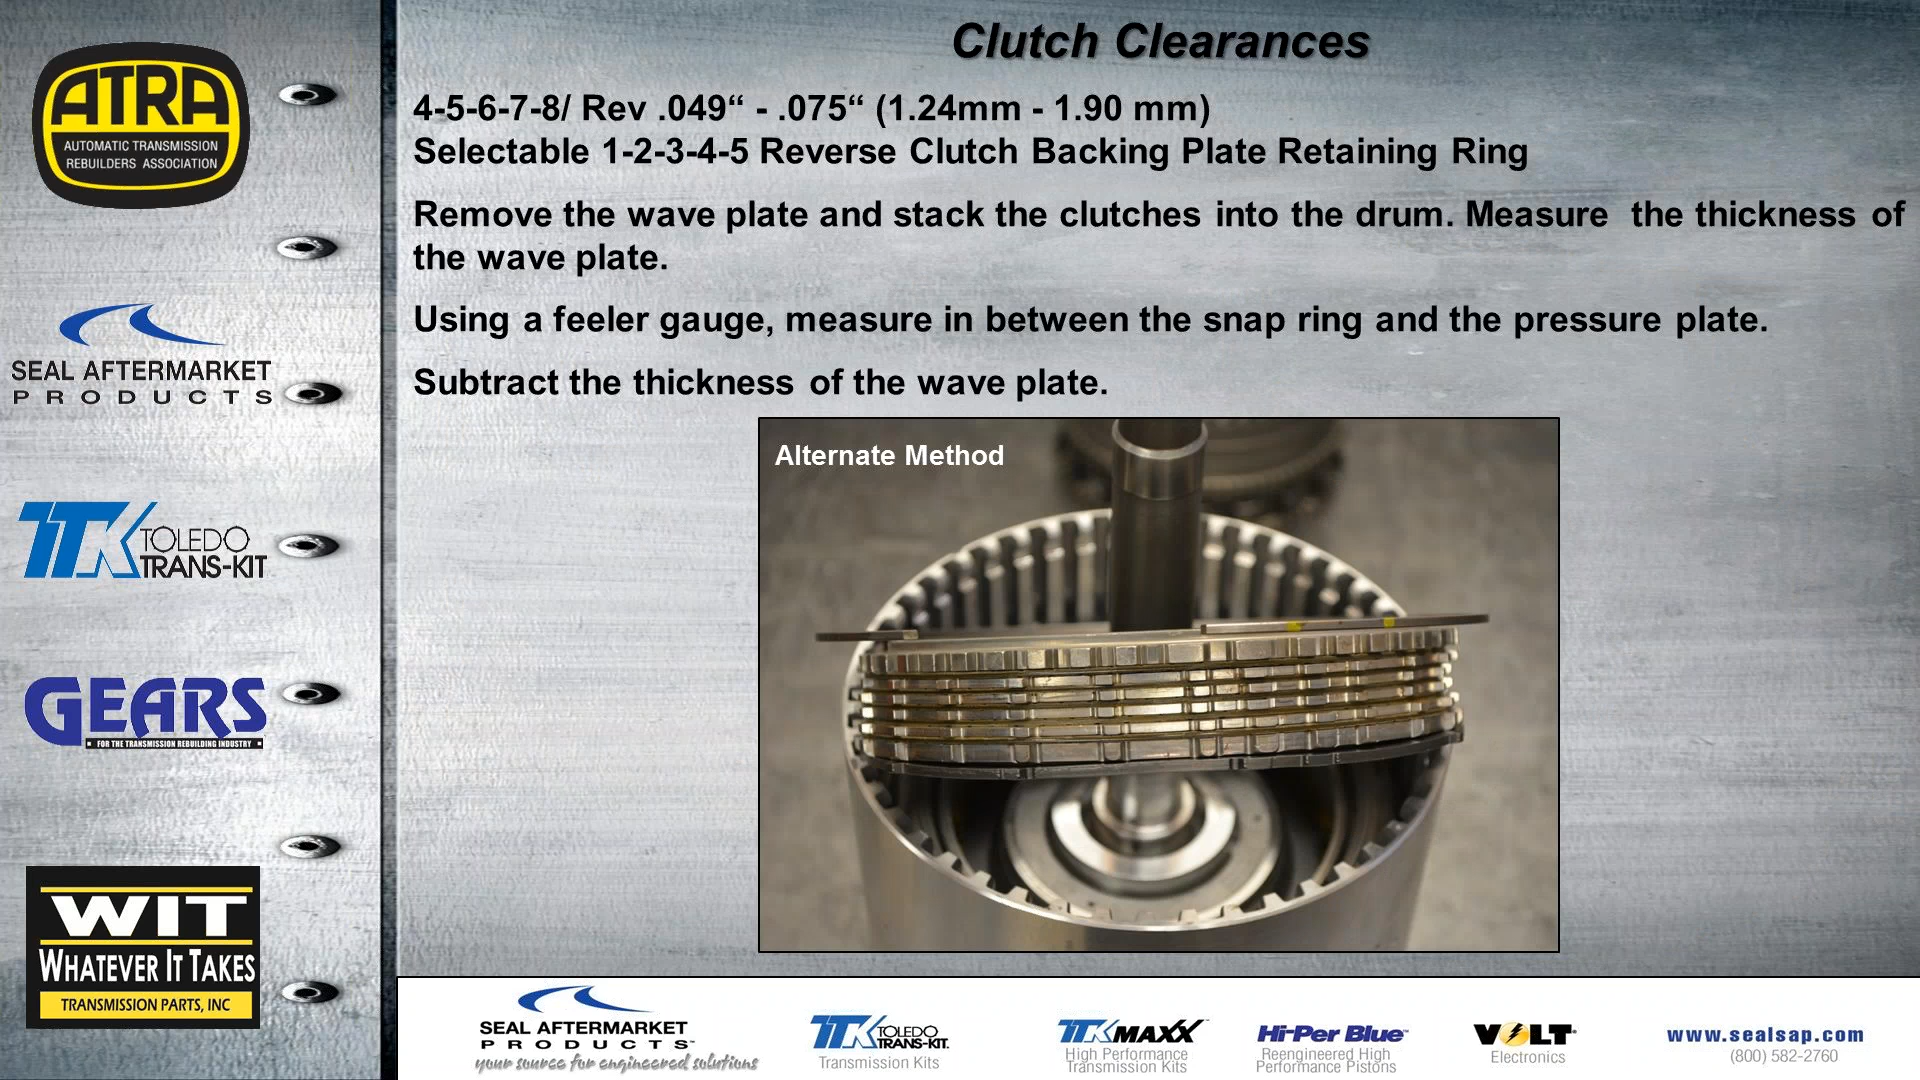 Clutch Clearances
4-5-6-7-8/ Rev .049“ - .075“ (1.24mm - 1.90 mm)
Selectable 1-2-3-4-5 Reverse Clutch Backing Plate Retaining Ring
Remove the wave plate and stack the clutches into the drum. Measure the thickness of
the wave plate.
Using a feeler gauge, measure in between the snap ring and the pressure plate.
Subtract the thickness of the wave plate.
Alternate Method
ATRA
AUTOMATIC TRANSMISSION
REBUILDERS ASSOCIATION
SEAL AFTERMARKET
PRODUCTS
TTK TOLEDO
TRANS-KIT
GEARS
FOR THE TRANSMISSION REBUILDING INDUSTRY
WIT
WHATEVER IT TAKES
TRANSMISSION PARTS, INC
SEAL AFTERMARKET
PRODUCTS™
your source for engineered solutions
TTK TOLEDO
TRANS-KIT.
Transmission Kits
TTKMAXX™
High Performance
Transmission Kits
Hi-Per Blue™
Reengineered High
Performance Pistons
VOLT
Electronics
www.sealsap.com
(800) 582-2760